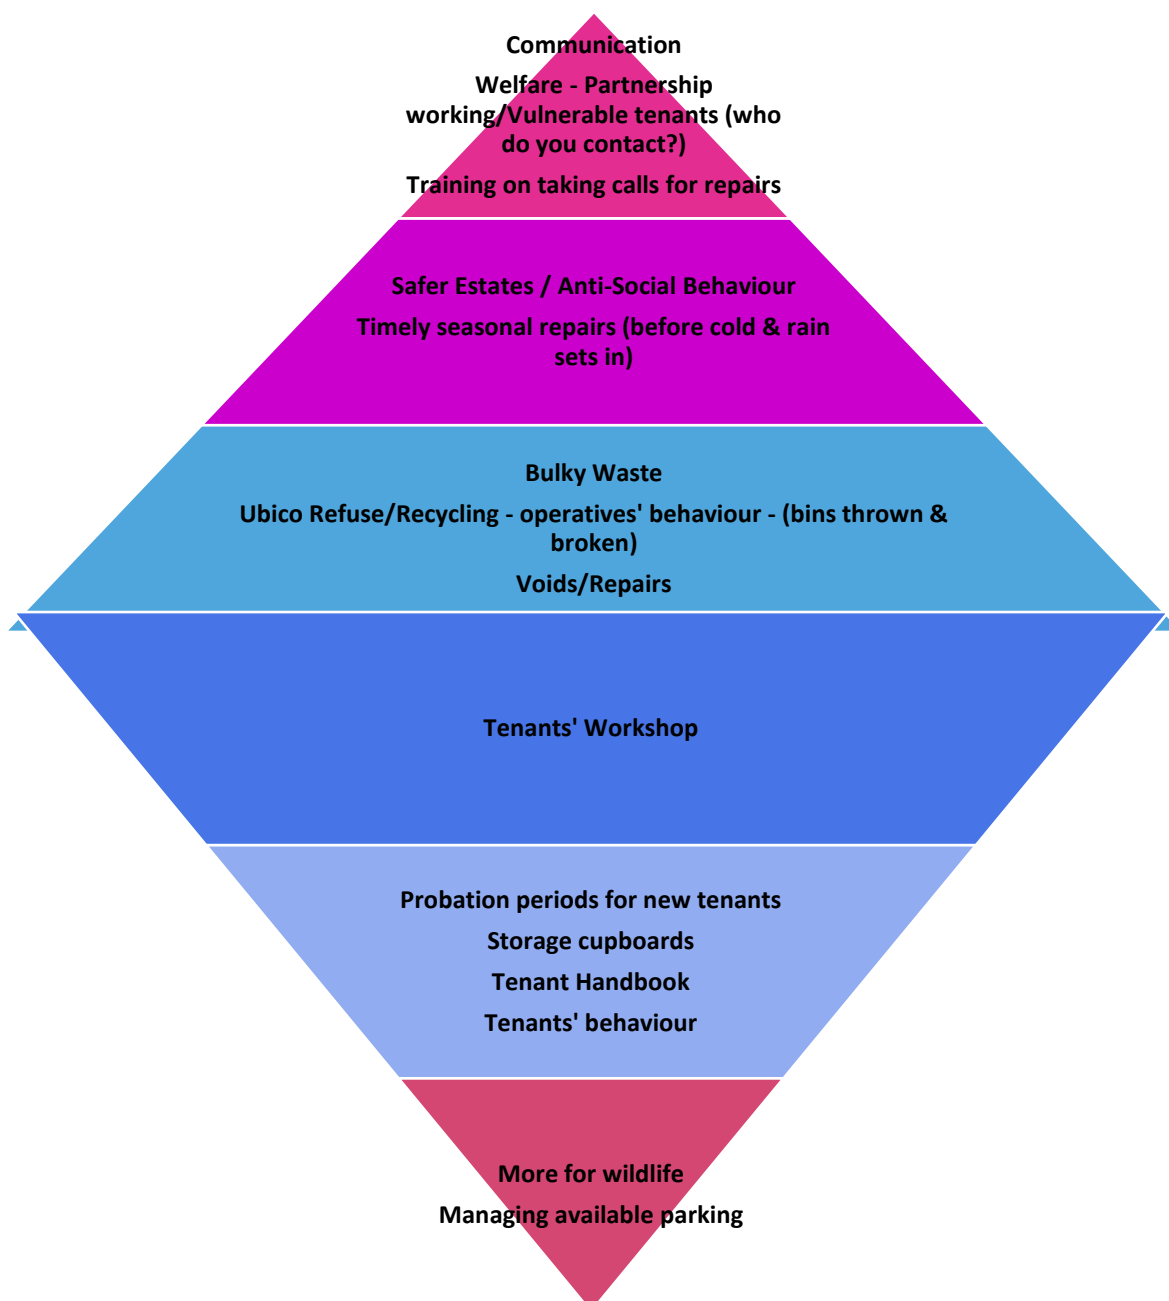 Communication
Welfare - Partnership
working/Vulnerable tenants (who
do you contact?)
Training on taking calls for repairs
Safer Estates / Anti-Social Behaviour
Timely seasonal repairs (before cold & rain
sets in)
Bulky Waste
Ubico Refuse/Recycling - operatives' behaviour - (bins thrown &
broken)
Voids/Repairs
Tenants' Workshop
Probation periods for new tenants
Storage cupboards
Tenant Handbook
Tenants' behaviour
More for wildlife
Managing available parking